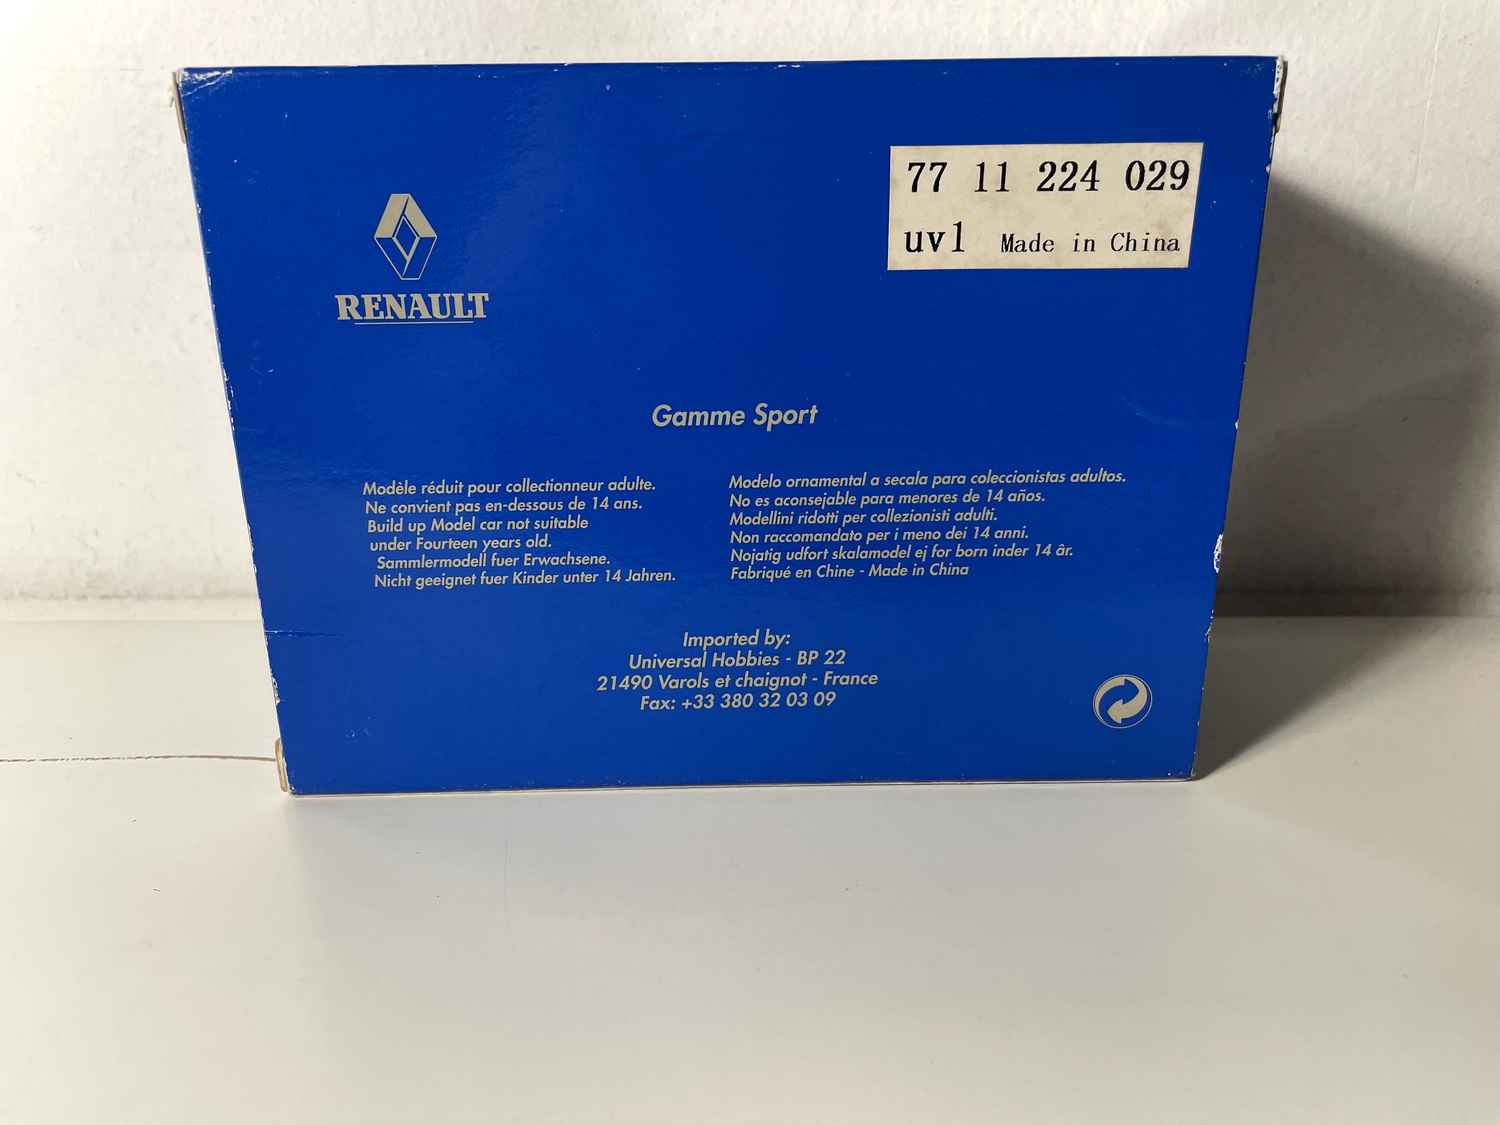 77 11 224 029
uv1 Made in China
RENAULT
Gamme Sport
Modèle réduit pour collectionneur adulte.
Ne convient pas en-dessous de 14 ans.
Build up Model car not suitable
under Fourteen years old.
Sammlermodell fuer Erwachsene.
Nicht geeignet fuer Kinder unter 14 Jahren.
Modelo ornamental a secala para coleccionistas adultos.
No es aconsejable para menores de 14 años.
Modellini ridotti per collezionisti adulti.
Non raccomandato per i meno dei 14 anni.
Nojatig udfort skalamodel ej for born inder 14 âr.
Fabriqué en Chine - Made in China
Imported by:
Universal Hobbies - BP 22
21490 Varols et chaignot - France
Fax: +33 380 32 03 09